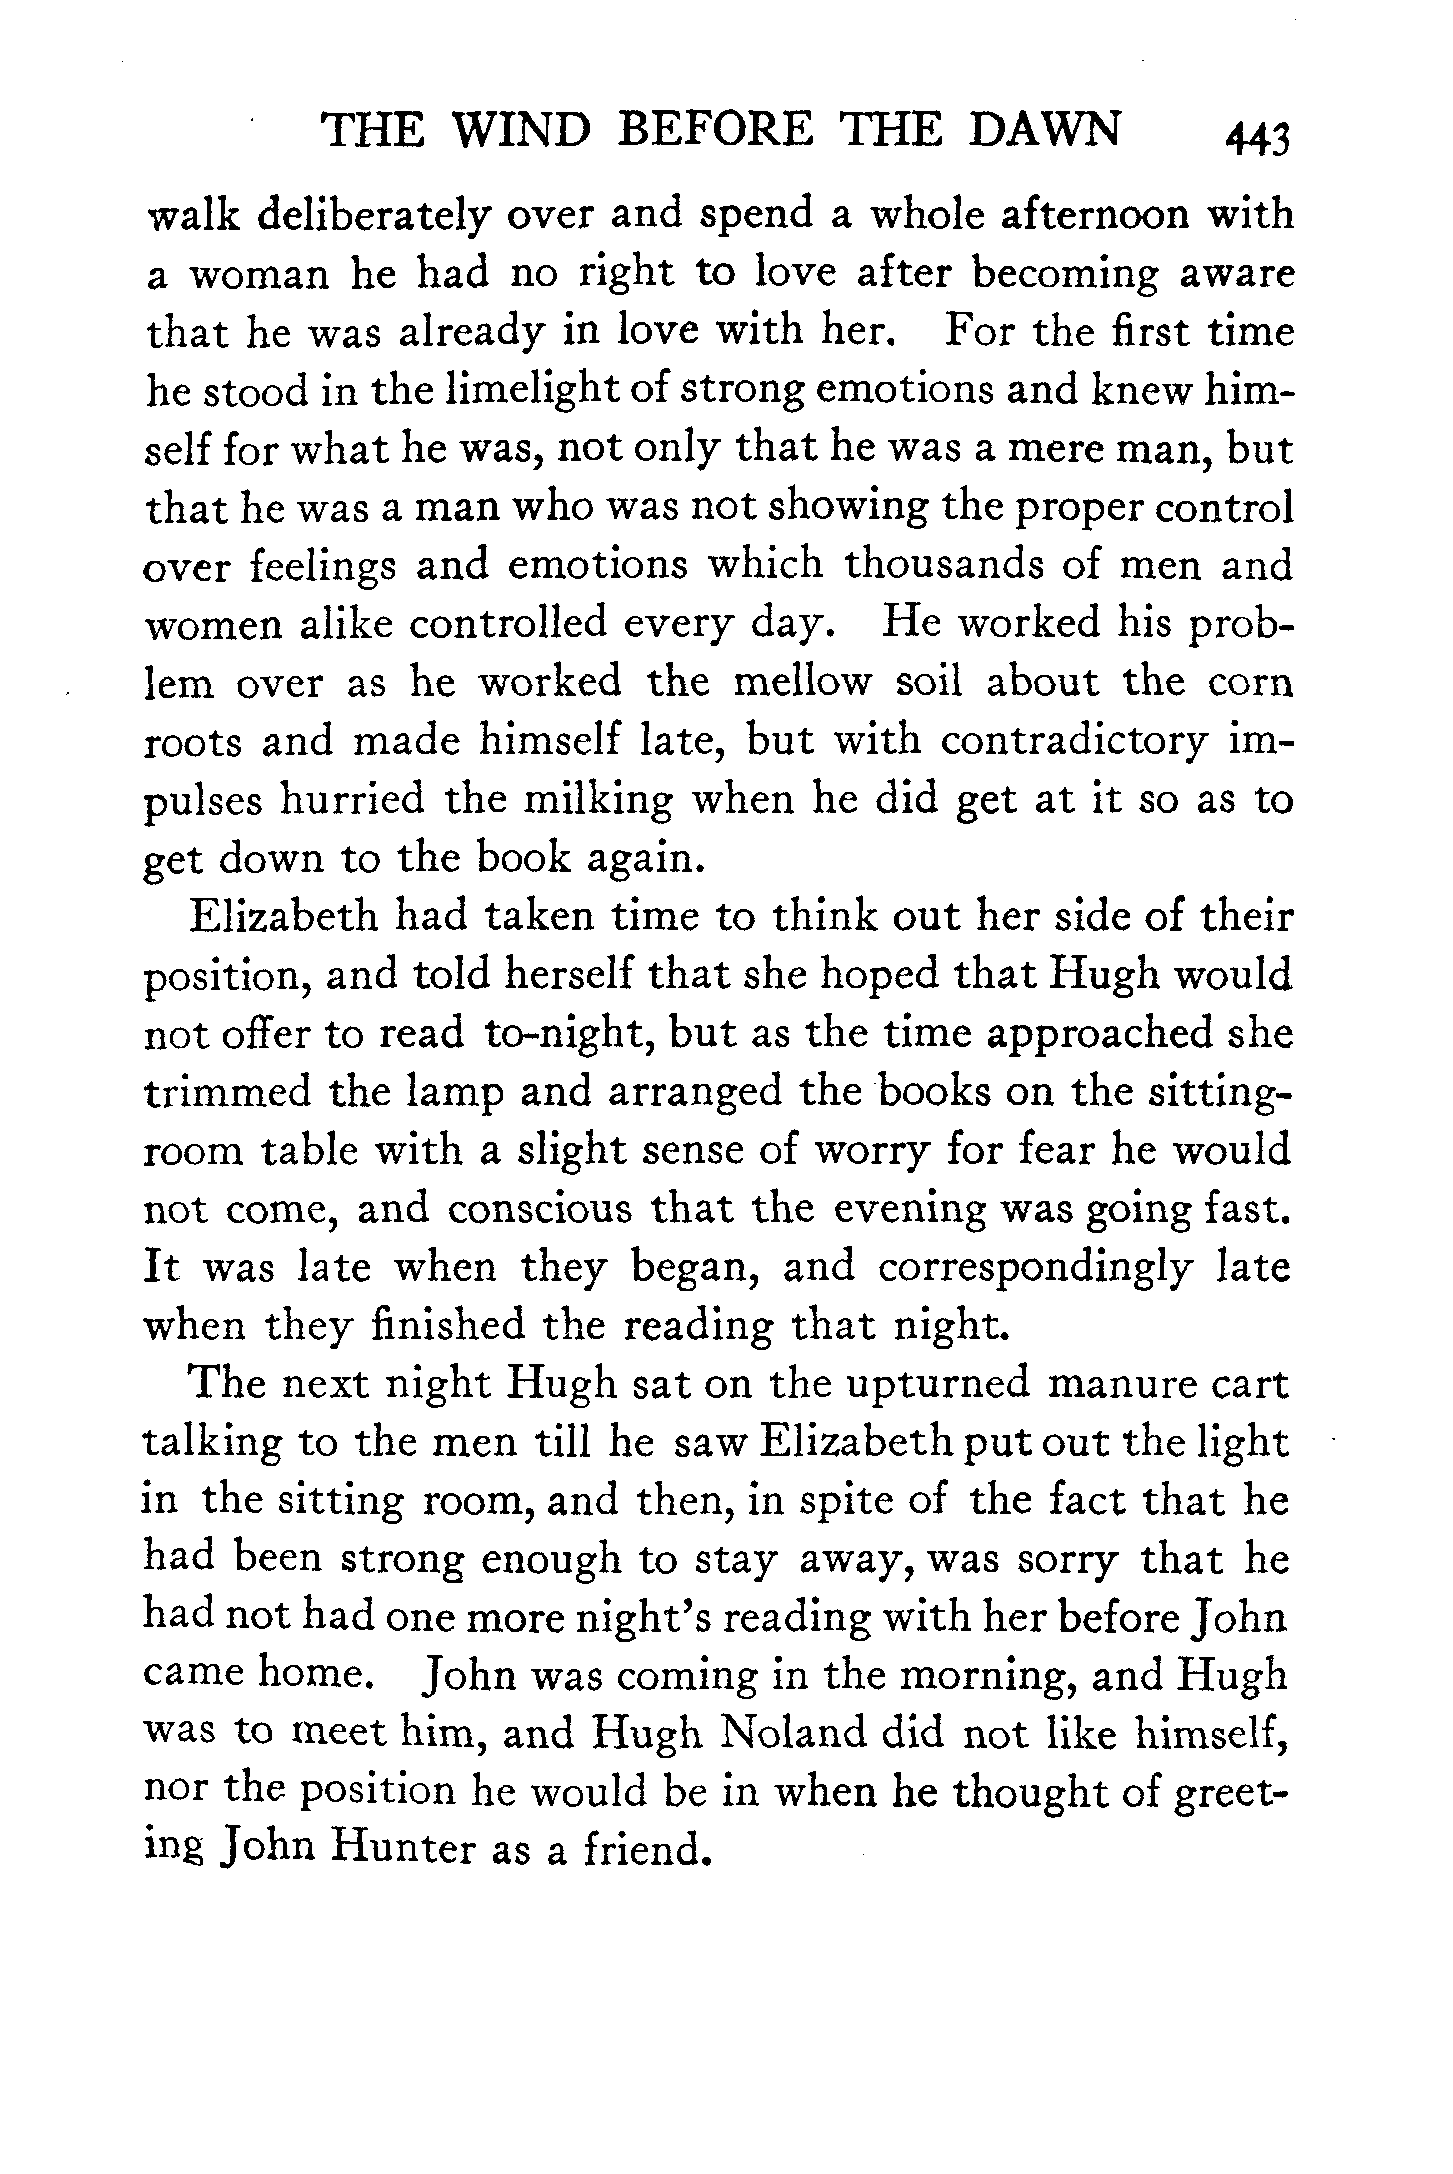 THE WIND BEFORE THE DAWN 443
walk deliberately over and spend a whole afternoon with
a woman he had no right to love after becoming aware
that he was already in love with her. For the first time
he stood in the limelight of strong emotions and knew him-
self for what he was, not only that he was a mere man, but
that he was a man who was not showing the proper control
over feelings and emotions which thousands of men and
women alike controlled every day. He worked his prob-
lem over as he worked the mellow soil about the corn
roots and made himself late, but with contradictory im-
pulses hurried the milking when he did get at it so as to
get down to the book again.
Elizabeth had taken time to think out her side of their
position, and told herself that she hoped that Hugh would
not offer to read to-night, but as the time approached she
trimmed the lamp and arranged the books on the sitting-
room table with a slight sense of worry for fear he would
not come, and conscious that the evening was going fast.
It was late when they began, and correspondingly late
when they finished the reading that night.
The next night Hugh sat on the upturned manure cart
talking to the men till he saw Elizabeth put out the light
in the sitting room, and then, in spite of the fact that he
had been strong enough to stay away, was sorry that he
had not had one more night's reading with her before John
came home. John was coming in the morning, and Hugh
was to meet him, and Hugh Noland did not like himself,
nor the position he would be in when he thought of greet-
ing John Hunter as a friend.